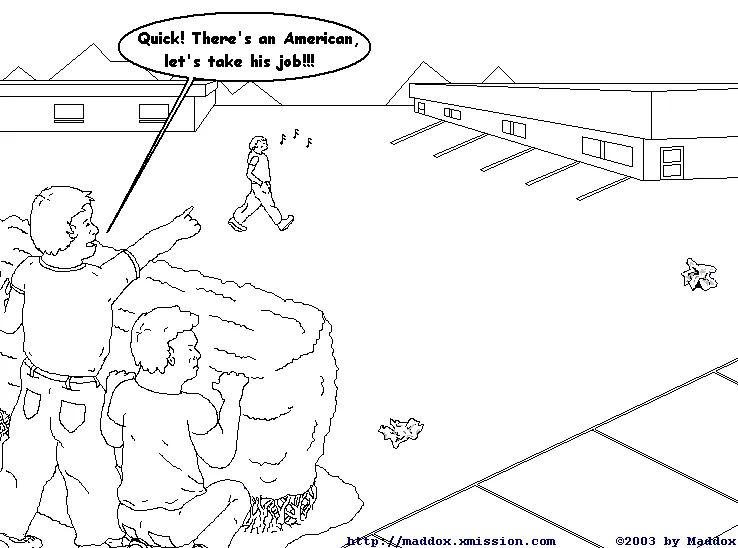 Quick! There's an American,
let's take his job!!!
http://maddox.xmission.com ©2003 by Maddox